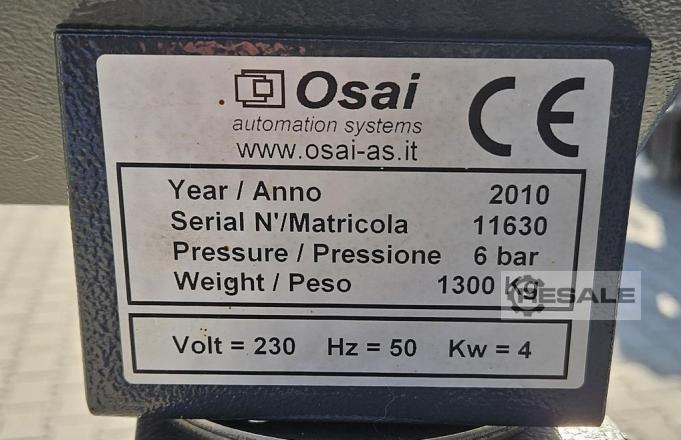 Osai
automation systems
www.osai-as.it
CE
Year / Anno 2010
Serial N'/Matricola 11630
Pressure / Pressione 6 bar
Weight / Peso 1300 Kg
RESALE
Volt = 230 Hz = 50 Kw = 4